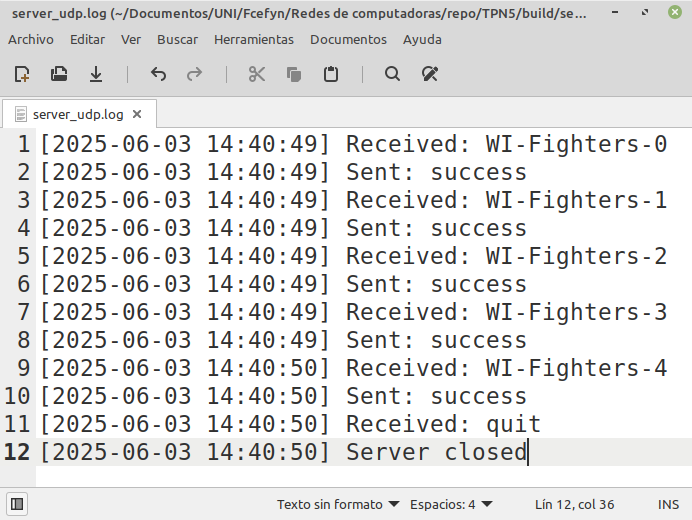 server_udp.log (~/Documentos/UNI/Fcefyn/Redes de computadoras/repo/TPN5/build/se...
Archivo Editar Ver Buscar Herramientas Documentos Ayuda
server_udp.log
1 [2025-06-03 14:40:49] Received: WI-Fighters-0
2 [2025-06-03 14:40:49] Sent: success
3 [2025-06-03 14:40:49] Received: WI-Fighters-1
4 [2025-06-03 14:40:49] Sent: success
5 [2025-06-03 14:40:49] Received: WI-Fighters-2
6 [2025-06-03 14:40:49] Sent: success
7 [2025-06-03 14:40:49] Received: WI-Fighters-3
8 [2025-06-03 14:40:49] Sent: success
9 [2025-06-03 14:40:50] Received: WI-Fighters-4
10 [2025-06-03 14:40:50] Sent: success
11 [2025-06-03 14:40:50] Received: quit
12 [2025-06-03 14:40:50] Server closed
Texto sin formato Espacios: 4 Lín 12, col 36 INS